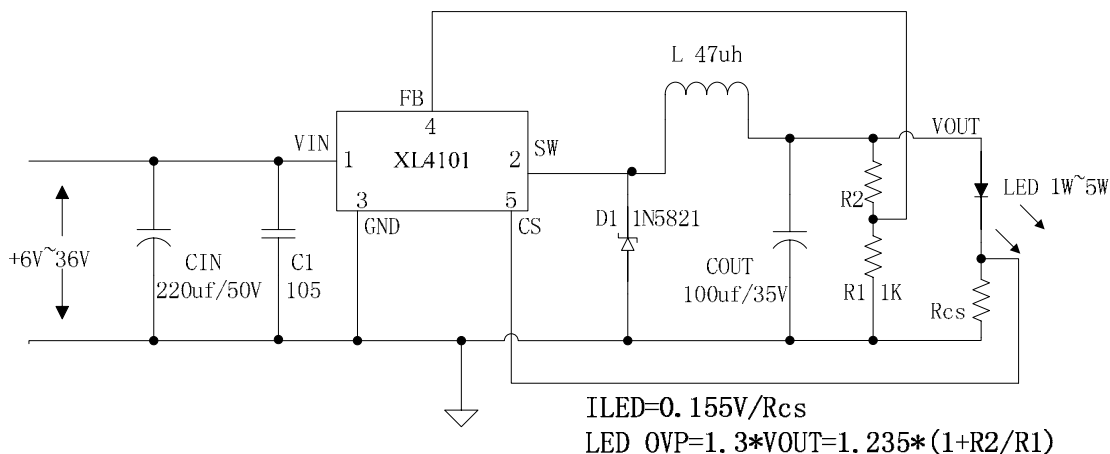 L 47uh
FB
4
VIN
1
XL4101
2
SW
VOUT
3
5
GND
CS
R2
LED 1W~5W
+6V~36V
D1 1N5821
CIN
220uf/50V
C1
105
COUT
100uf/35V
R1 1K
Rcs
ILED=0.155V/Rcs
LED OVP=1.3*VOUT=1.235*(1+R2/R1)